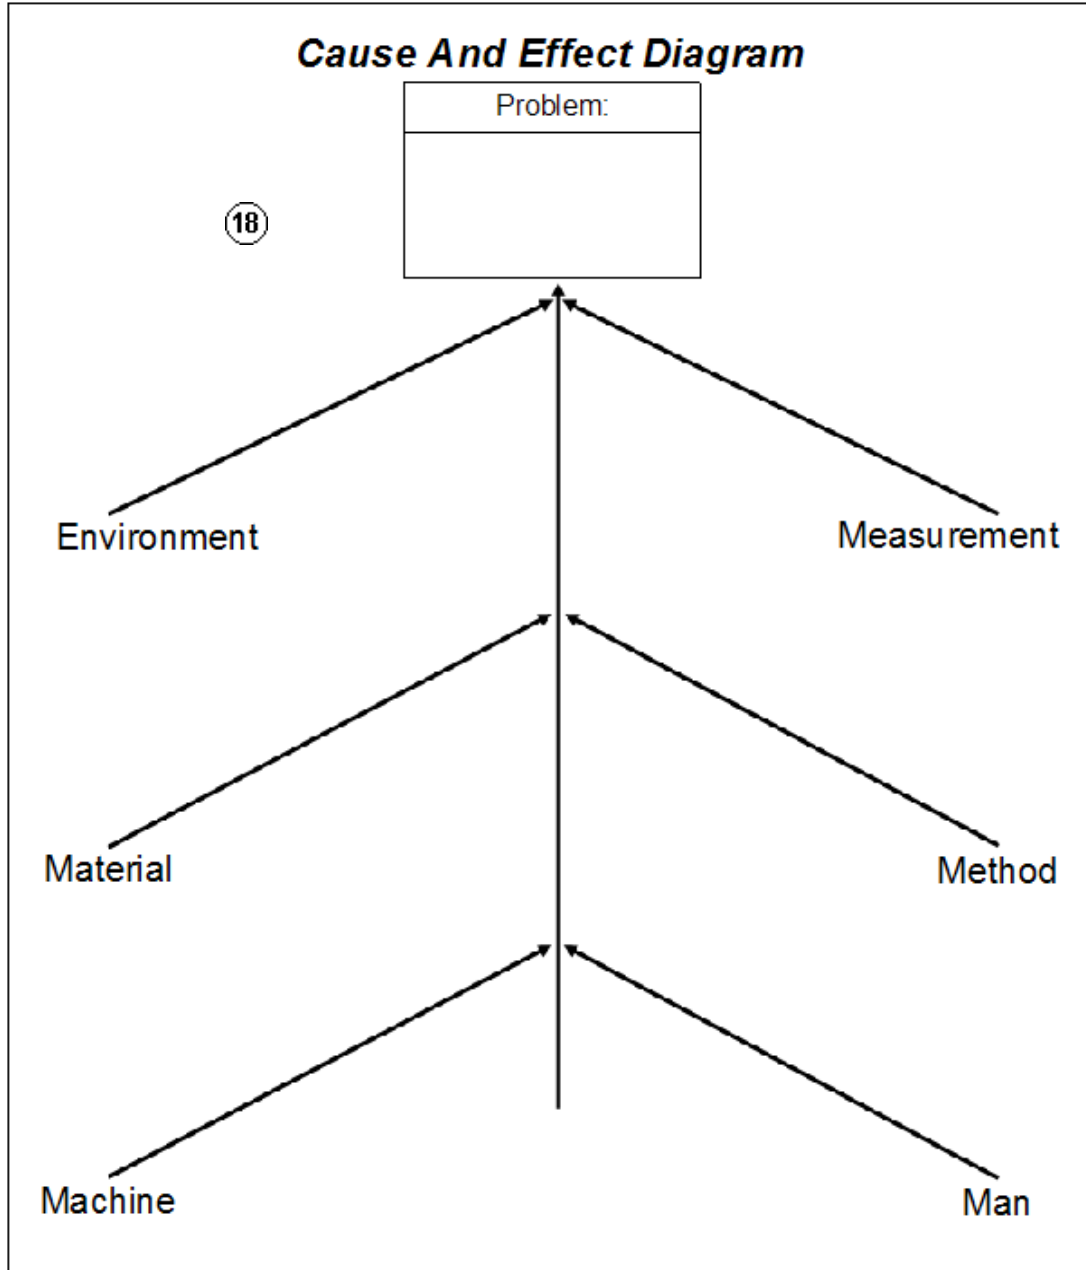 Cause And Effect Diagram
Problem:
18
Environment
Measurement
Material
Method
Machine
Man